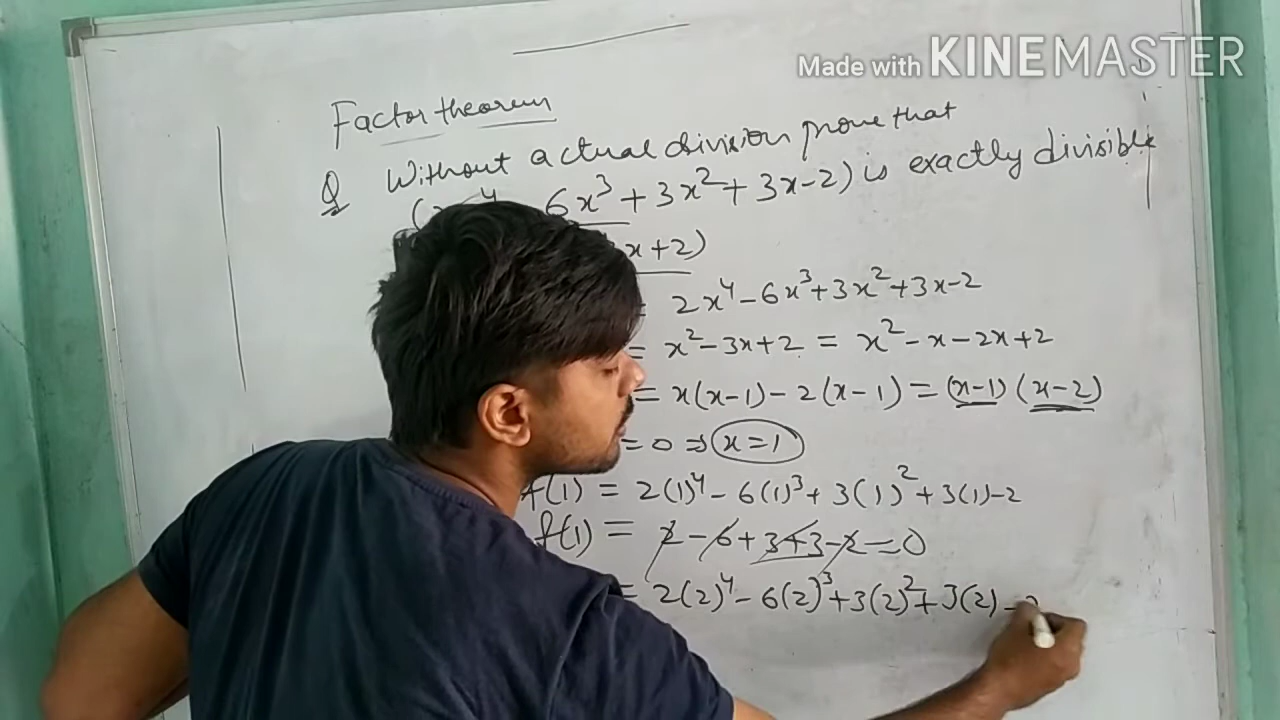 Made with KINEMASTER
Factor theorem
Q Without actual division prove that
6x³ + 3x² + 3x - 2) is exactly divisible
x + 2)
2x⁴ - 6x³ + 3x² + 3x - 2
= x² - 3x + 2 = x² - x - 2x + 2
= x(x - 1) - 2(x - 1) = (x - 1)(x - 2)
= 0 ⇒ x = 1
f(1) = 2(1)⁴ - 6(1)³ + 3(1)² + 3(1) - 2
f(1) = 2 - 6 + 3 + 3 - 2 = 0
= 2(2)⁴ - 6(2)³ + 3(2)² + 3(2) -